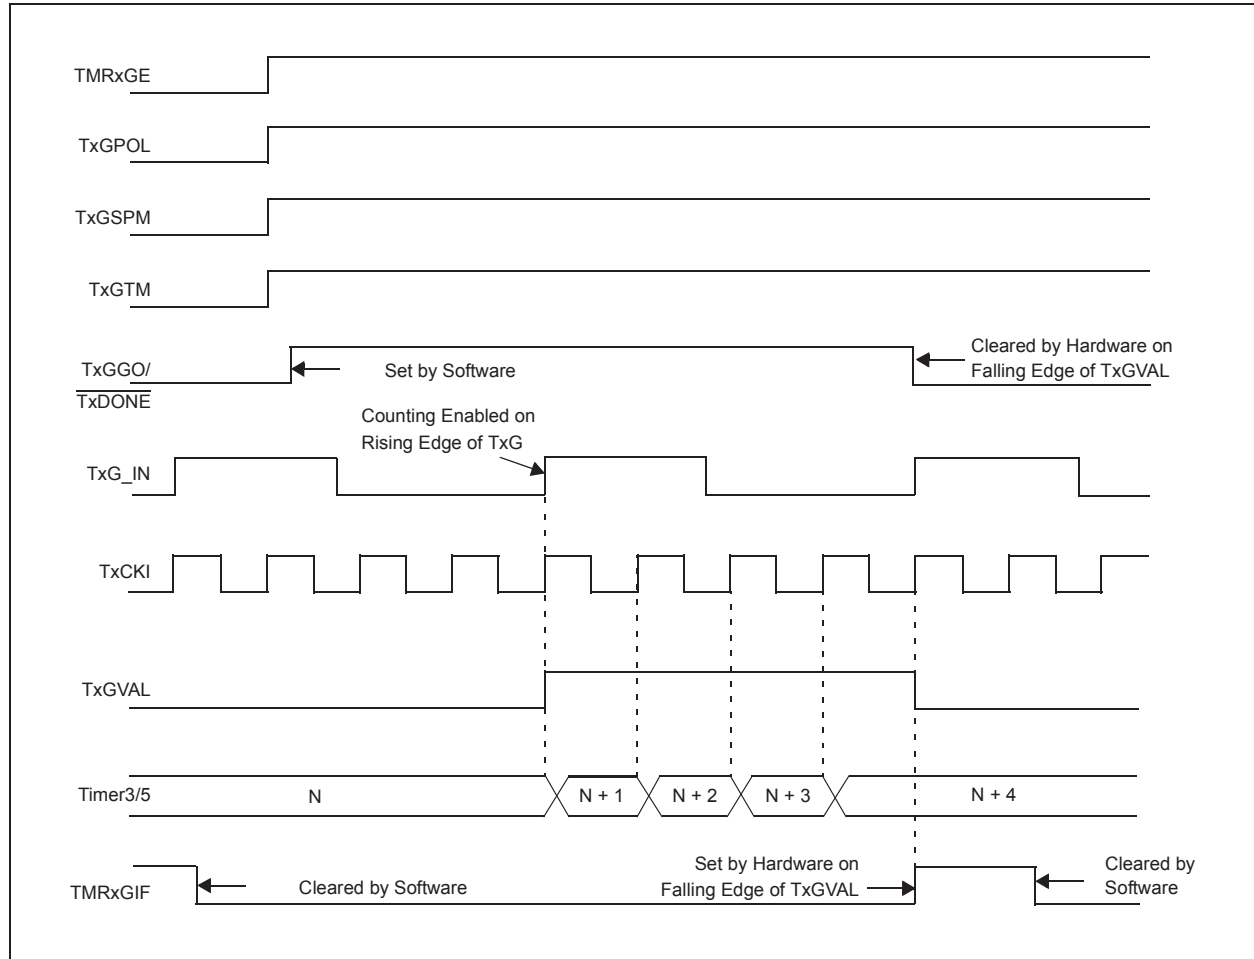 TMRxGE
TxGPOL
TxGSPM
TxGTM
TxGGO/
TxDONE
Set by Software
Cleared by Hardware on
Falling Edge of TxGVAL
Counting Enabled on
Rising Edge of TxG
TxG_IN
TxCKI
TxGVAL
Timer3/5
N
N + 1
N + 2
N + 3
N + 4
TMRxGIF
Cleared by Software
Set by Hardware on
Falling Edge of TxGVAL
Cleared by
Software